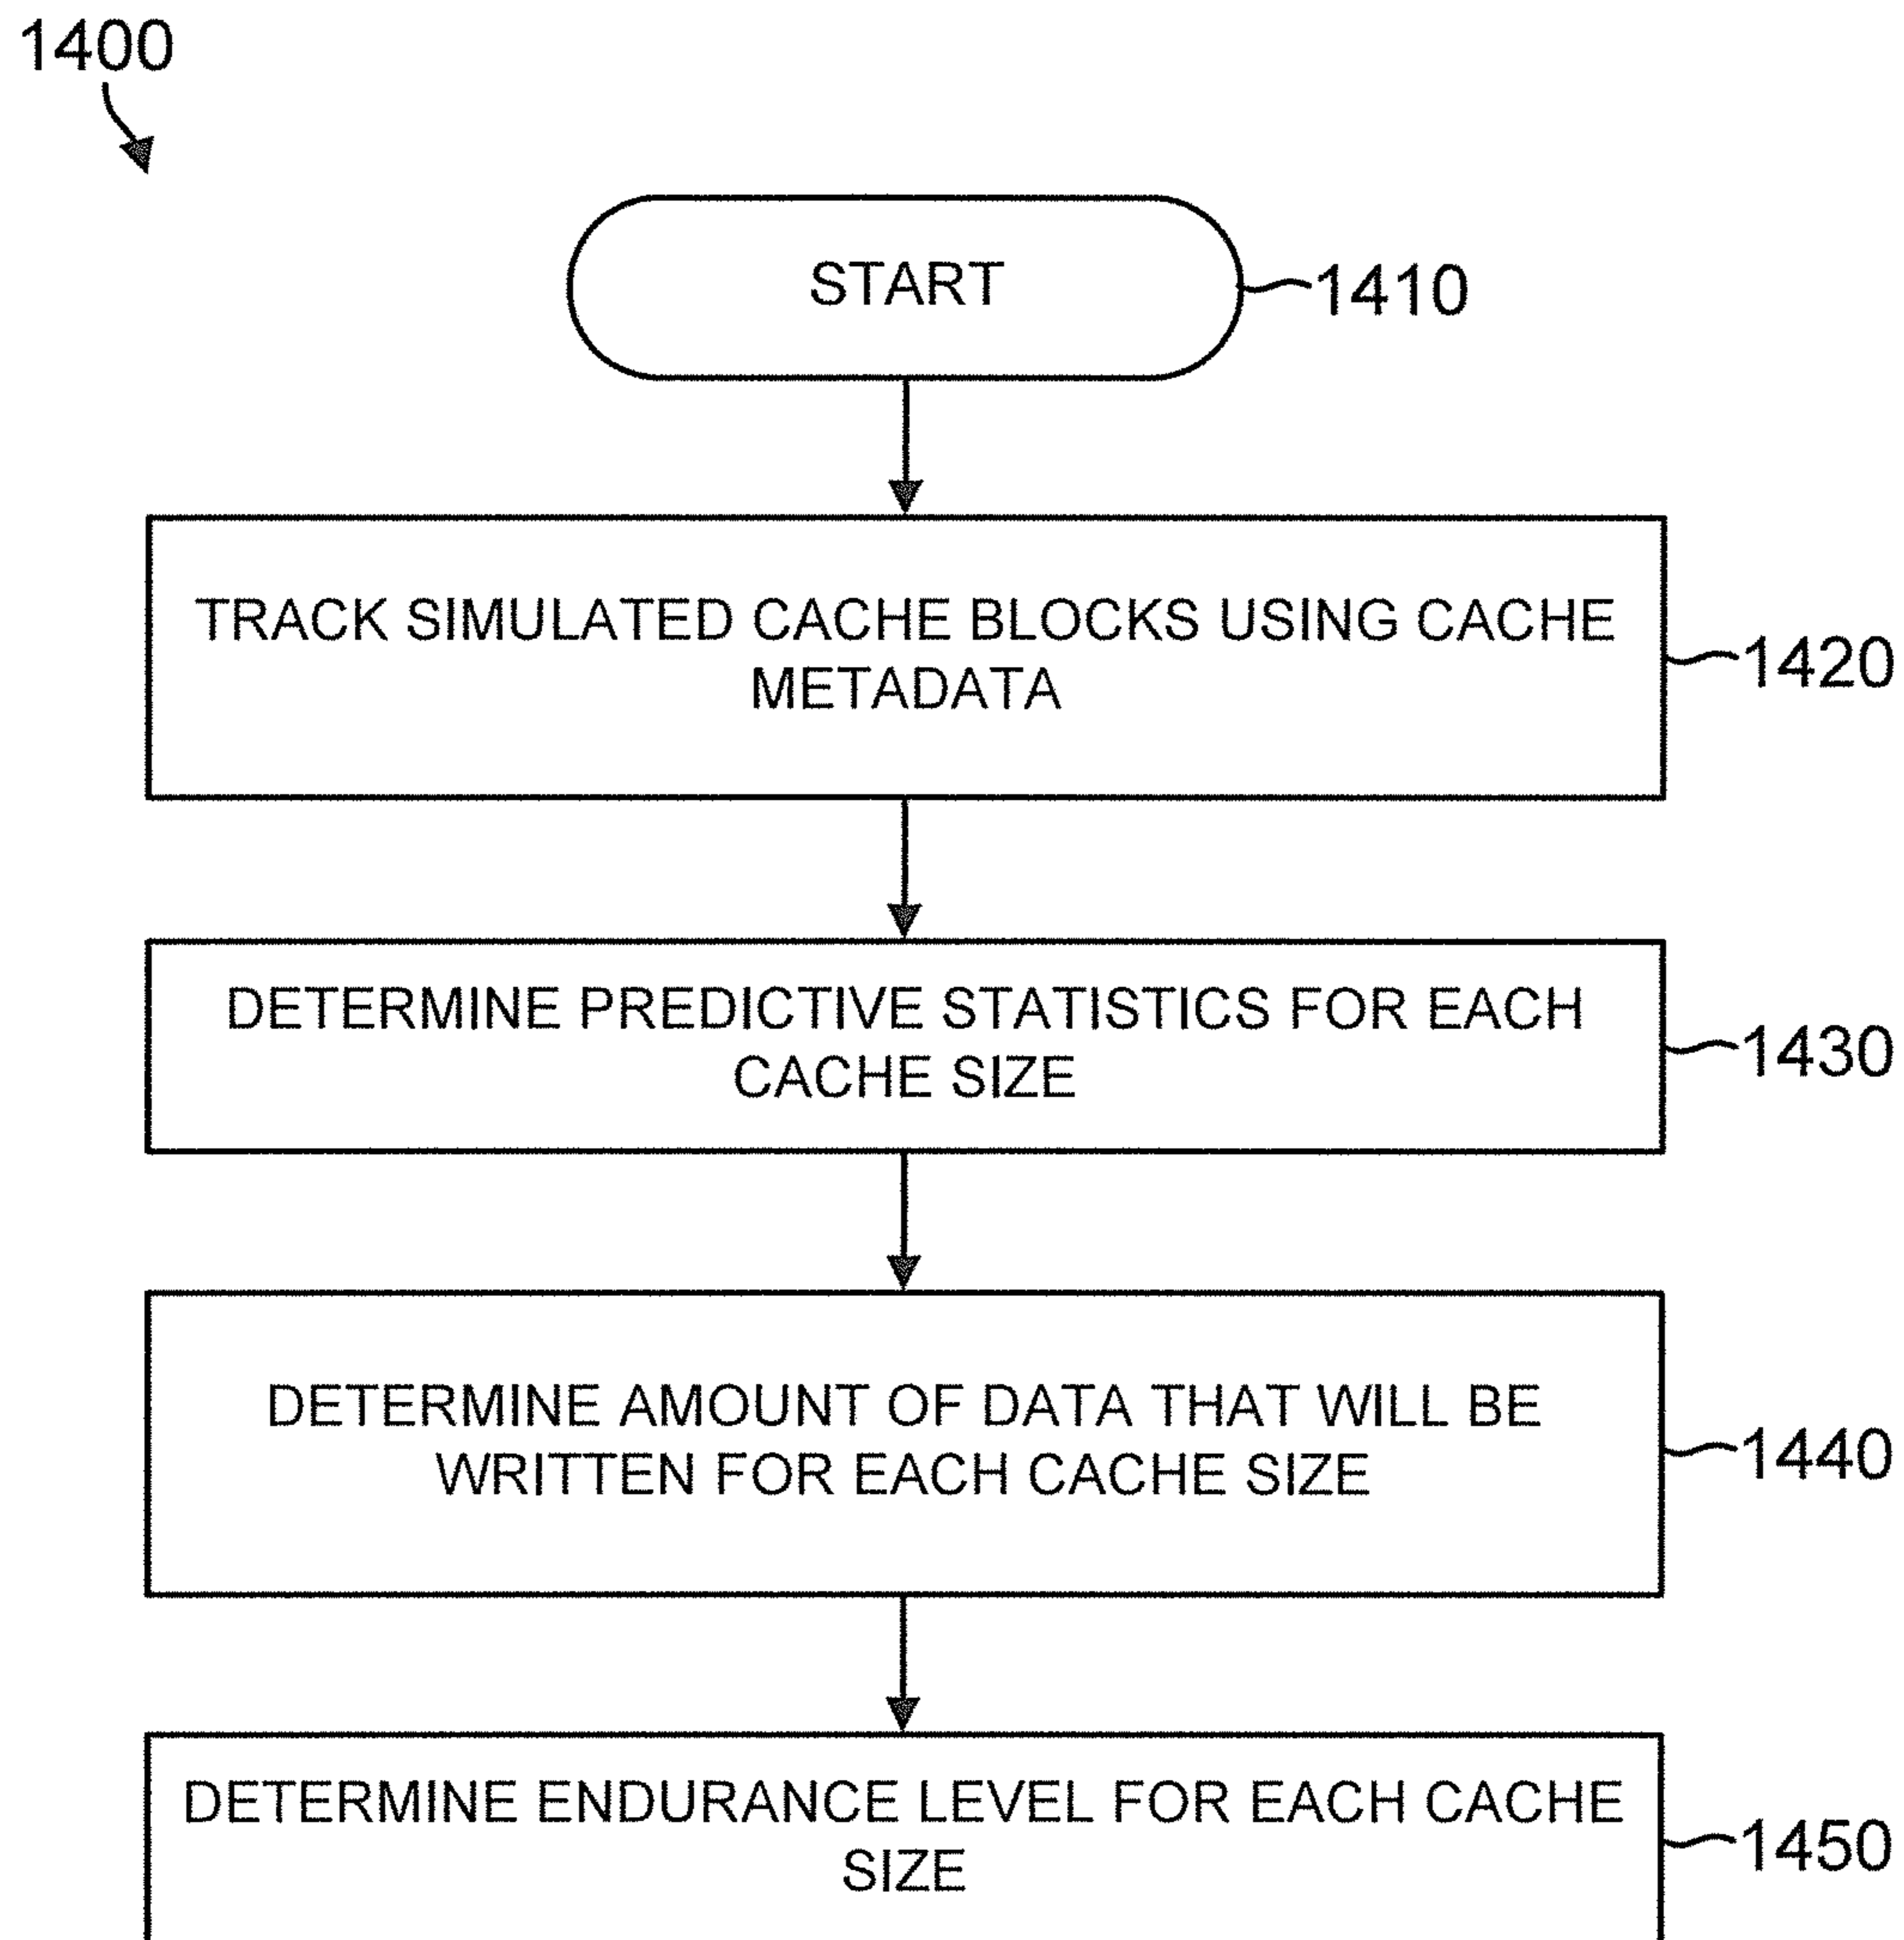 1400
START
1410
TRACK SIMULATED CACHE BLOCKS USING CACHE
METADATA
1420
DETERMINE PREDICTIVE STATISTICS FOR EACH
CACHE SIZE
1430
DETERMINE AMOUNT OF DATA THAT WILL BE
WRITTEN FOR EACH CACHE SIZE
1440
DETERMINE ENDURANCE LEVEL FOR EACH CACHE
SIZE
1450